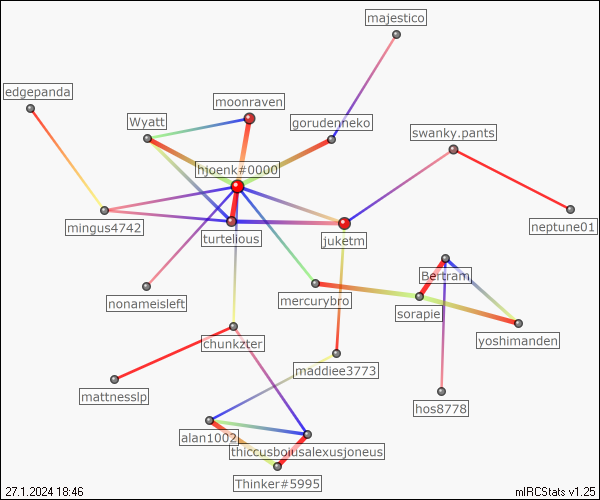 majestico
edgepanda
moonraven
Wyatt
gorudenneko
swanky.pants
hjoenk#0000
mingus4742
neptune01
turtelious
juketm
Bertram
nonameisleft
mercurybro
sorapie
yoshimanden
chunkzter
maddiee3773
mattnesslp
hos8778
alan1002
thiccusboiusalexusjoneus
Thinker#5995
27.1.2024 18:46
mIRCStats v1.25